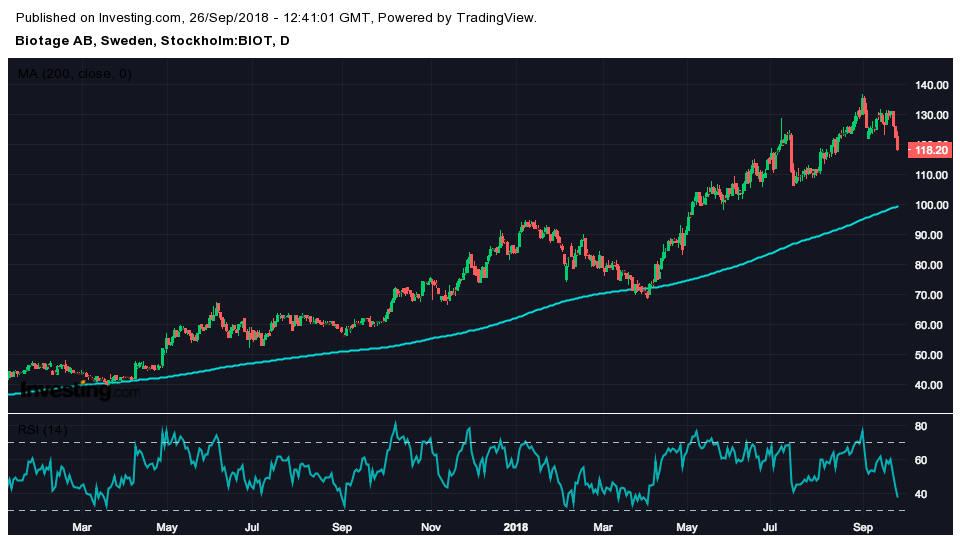 Published on Investing.com, 26/Sep/2018 - 12:41:01 GMT, Powered by TradingView.
Biotage AB, Sweden, Stockholm:BIOT, D
MA (200, close, 0)
140.00
130.00
118.20
110.00
100.00
90.00
80.00
70.00
60.00
50.00
40.00
Investing.com
RSI (14)
80
60
40
Mar May Jul Sep Nov 2018 Mar May Jul Sep